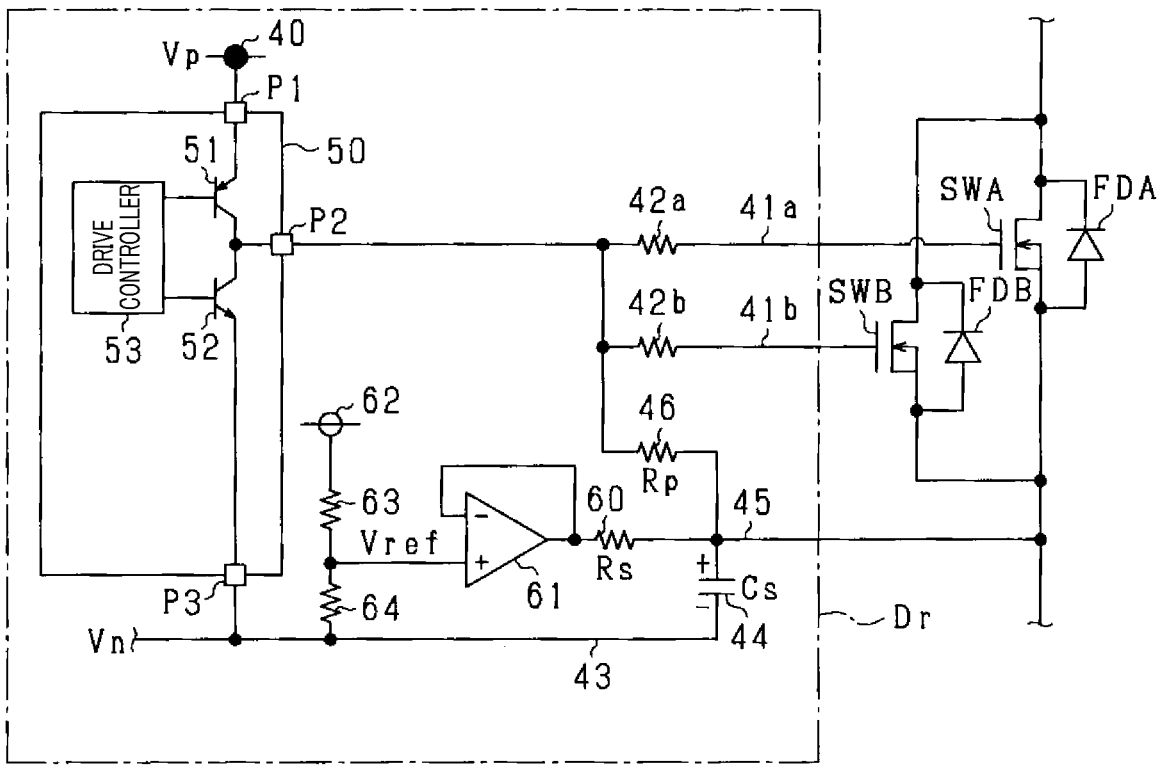 40
Vp
P1
51
50
SWA
FDA
DRIVE
CONTROLLER
P2
42a
41a
53
52
SWB
FDB
42b
41b
62
46
Rp
63
60
45
Vref
-
+
Rs
+
Cs
P3
64
61
-
44
Dr
Vn
43